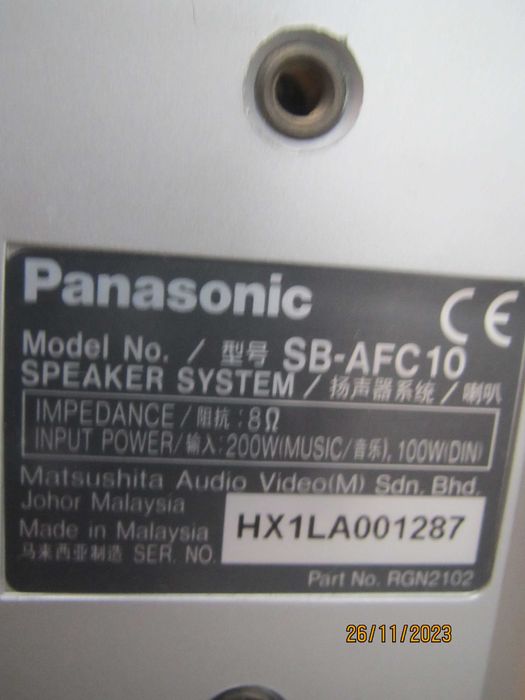 Panasonic
CE
Model No. / 型号 SB-AFC10
SPEAKER SYSTEM / 扬声器系统 / 喇叭
IMPEDANCE / 阻抗: 8Ω
INPUT POWER/ 输入: 200W(MUSIC/音乐), 100W(DIN)
Matsushita Audio Video(M) Sdn. Bhd.
Johor Malaysia
Made in Malaysia
马来西亚制造 SER. NO.
HX1LA001287
Part No. RGN2102
26/11/2023